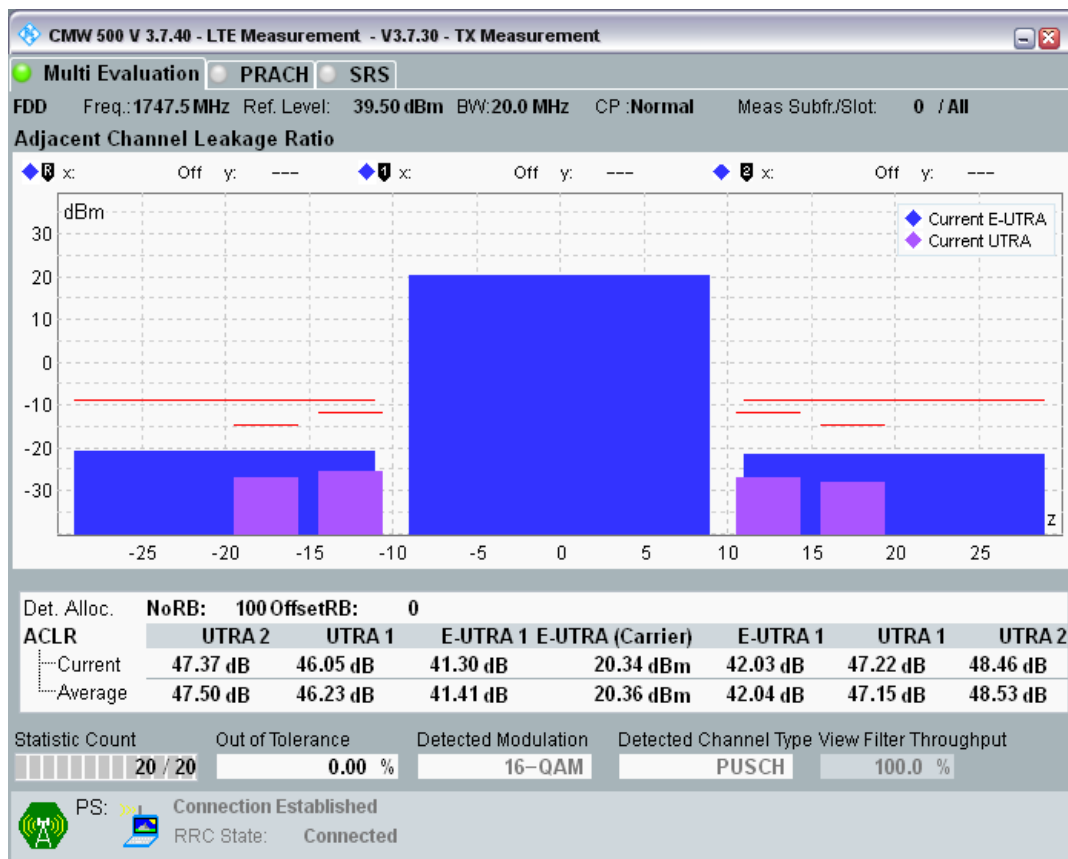 CMW 500 V 3.7.40 - LTE Measurement - V3.7.30 - TX Measurement
Multi Evaluation PRACH SRS
FDD Freq.:1747.5 MHz Ref. Level: 39.50 dBm BW:20.0 MHz CP :Normal Meas Subfr./Slot: 0 / All
Adjacent Channel Leakage Ratio
R x: Off y: --- 1 x: Off y: --- 2 x: Off y: ---
dBm
Current E-UTRA
Current UTRA
30
20
10
0
-10
-20
-30
z
-25 -20 -15 -10 -5 0 5 10 15 20 25
Det. Alloc. NoRB: 100 OffsetRB: 0
ACLR UTRA 2 UTRA 1 E-UTRA 1 E-UTRA (Carrier) E-UTRA 1 UTRA 1 UTRA 2
Current 47.37 dB 46.05 dB 41.30 dB 20.34 dBm 42.03 dB 47.22 dB 48.46 dB
Average 47.50 dB 46.23 dB 41.41 dB 20.36 dBm 42.04 dB 47.15 dB 48.53 dB
Statistic Count Out of Tolerance Detected Modulation Detected Channel Type View Filter Throughput
20 / 20 0.00 % 16-QAM PUSCH 100.0 %
PS: Connection Established
RRC State: Connected